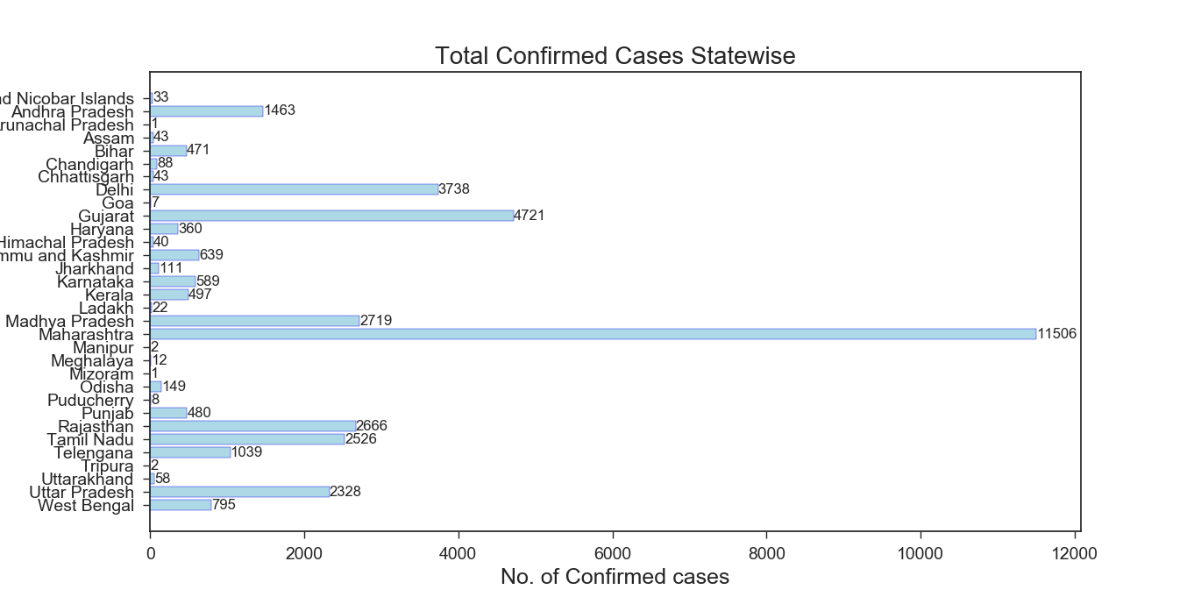 Total Confirmed Cases Statewise
Nicobar Islands 33
Andhra Pradesh 1463
Pradesh 1
Assam 43
Bihar 471
Chandigarh 88
Chhattisgarh 43
Delhi 3738
Goa 7
Gujarat 4721
Haryana 360
Himachal Pradesh 40
and Kashmir 639
Jharkhand 111
Karnataka 589
Kerala 497
Ladakh 22
Madhya Pradesh 2719
Maharashtra 11506
Manipur 2
Meghalaya 12
Mizoram 1
Odisha 149
Puducherry 8
Punjab 480
Rajasthan 2666
Tamil Nadu 2526
Telengana 1039
Tripura 2
Uttarakhand 58
Uttar Pradesh 2328
West Bengal 795
0 2000 4000 6000 8000 10000 12000
No. of Confirmed cases